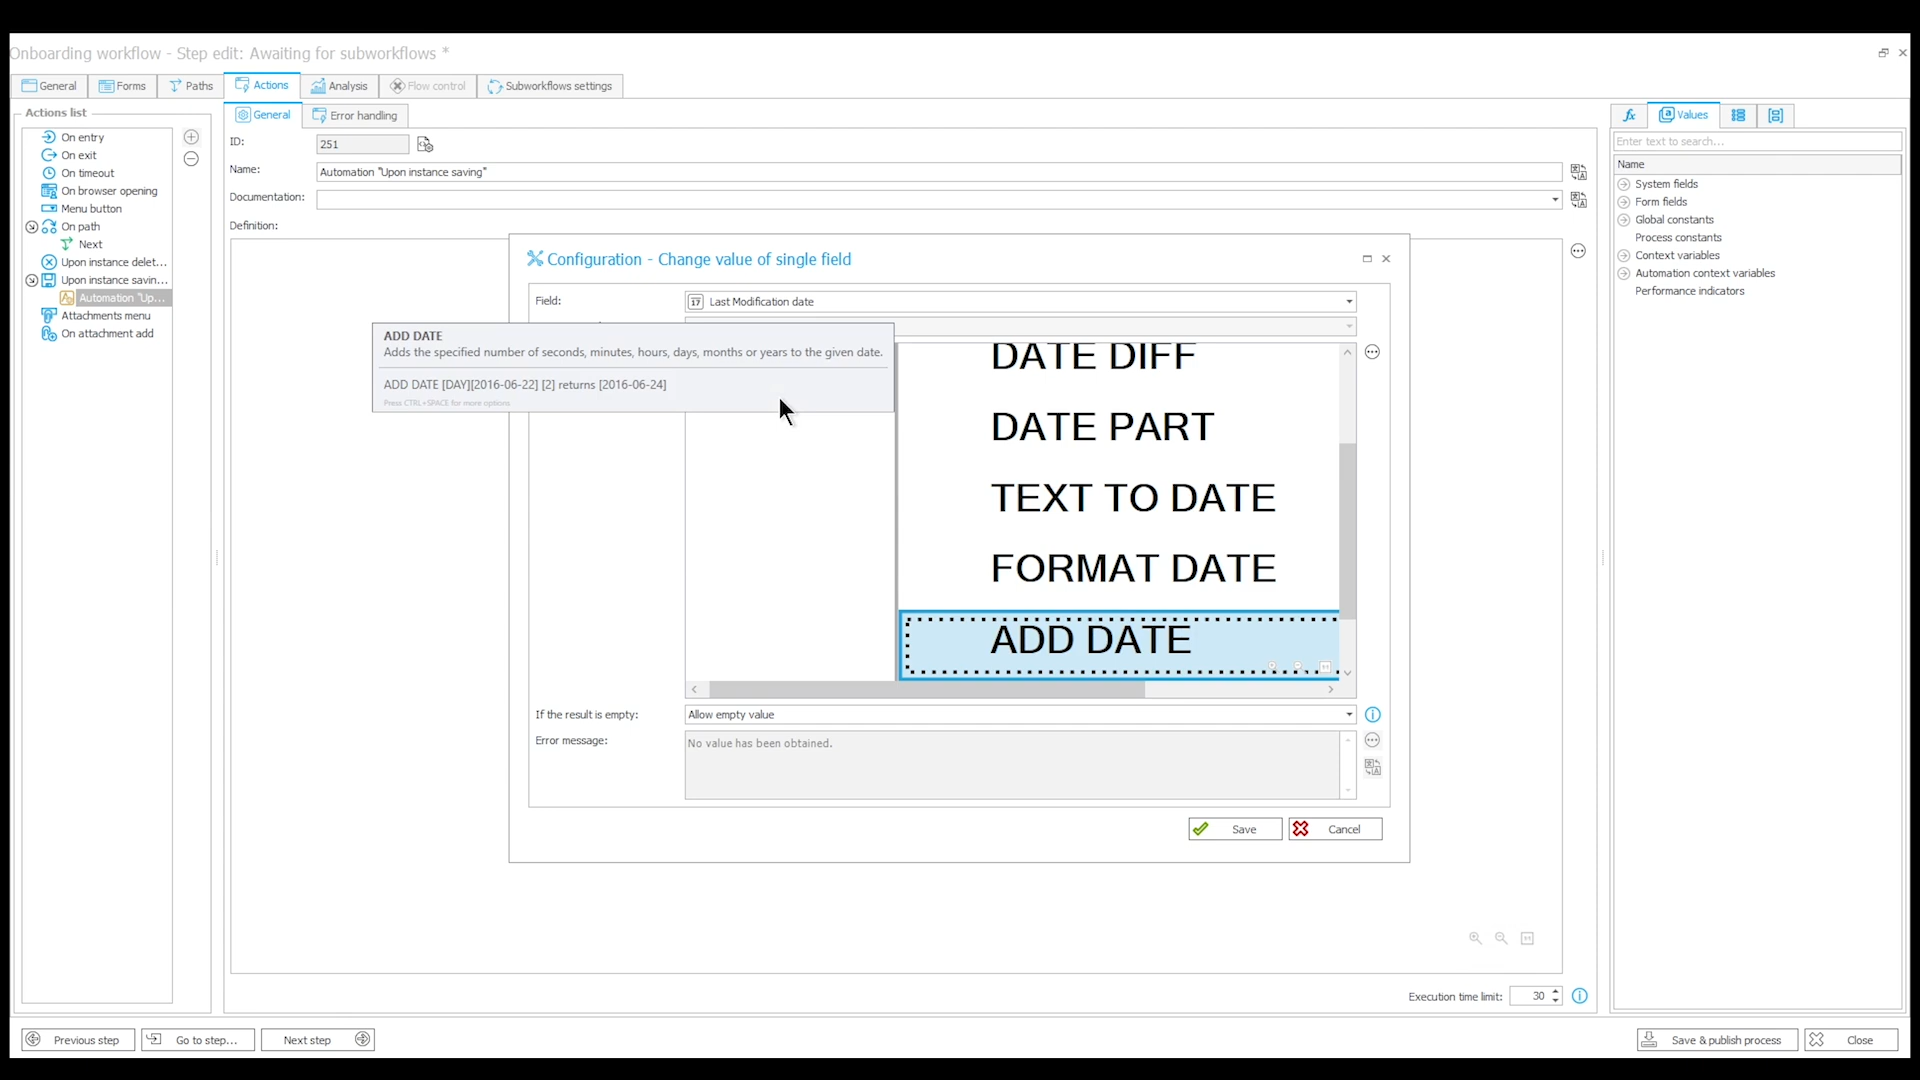 Onboarding workflow - Step edit: Awaiting for subworkflows *
General
Forms
Paths
Actions
Analysis
Flow control
Subworkflows settings
Actions list
On entry
On exit
On timeout
On browser opening
Menu button
On path
Next
Upon instance delet...
Upon instance savin...
Automation "Up...
Attachments menu
On attachment add
General
Error handling
ID:
251
Name:
Automation "Upon instance saving"
Documentation:
Definition:
Configuration - Change value of single field
Field:
17 Last Modification date
ADD DATE
Adds the specified number of seconds, minutes, hours, days, months or years to the given date.
ADD DATE [DAY][2016-06-22] [2] returns [2016-06-24]
Press CTRL+SPACE for more options
DATE DIFF
DATE PART
TEXT TO DATE
FORMAT DATE
ADD DATE
If the result is empty:
Allow empty value
Error message:
No value has been obtained.
Save
Cancel
Execution time limit:
30
fx
Values
Enter text to search...
Name
System fields
Form fields
Global constants
Process constants
Context variables
Automation context variables
Performance indicators
Previous step
Go to step...
Next step
Save & publish process
Close